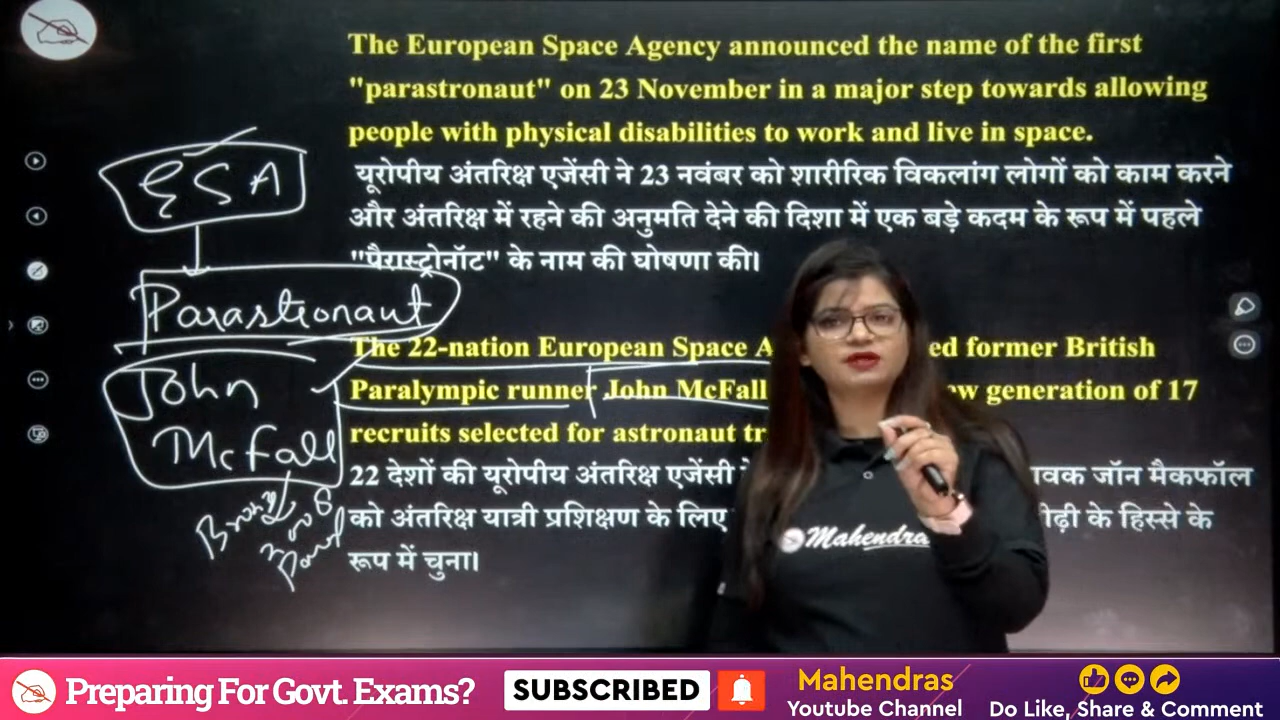 The European Space Agency announced the name of the first
"parastronaut" on 23 November in a major step towards allowing
people with physical disabilities to work and live in space.
यूरोपीय अंतरिक्ष एजेंसी ने 23 नवंबर को शारीरिक विकलांग लोगों को काम करने
और अंतरिक्ष में रहने की अनुमति देने की दिशा में एक बड़े कदम के रूप में पहले
"पैरास्ट्रोनॉट" के नाम की घोषणा की।
ESA
Parastronaut
John
McFall
The 22-nation European Space A ed former British
Paralympic runner John McFall w generation of 17
recruits selected for astronaut tr
22 देशों की यूरोपीय अंतरिक्ष एजेंसी वक जॉन मैकफॉल
को अंतरिक्ष यात्री प्रशिक्षण के लिए ीढ़ी के हिस्से के
रूप में चुना।
Mahendra
Preparing For Govt. Exams?
SUBSCRIBED
Mahendras
Youtube Channel
Do Like, Share & Comment